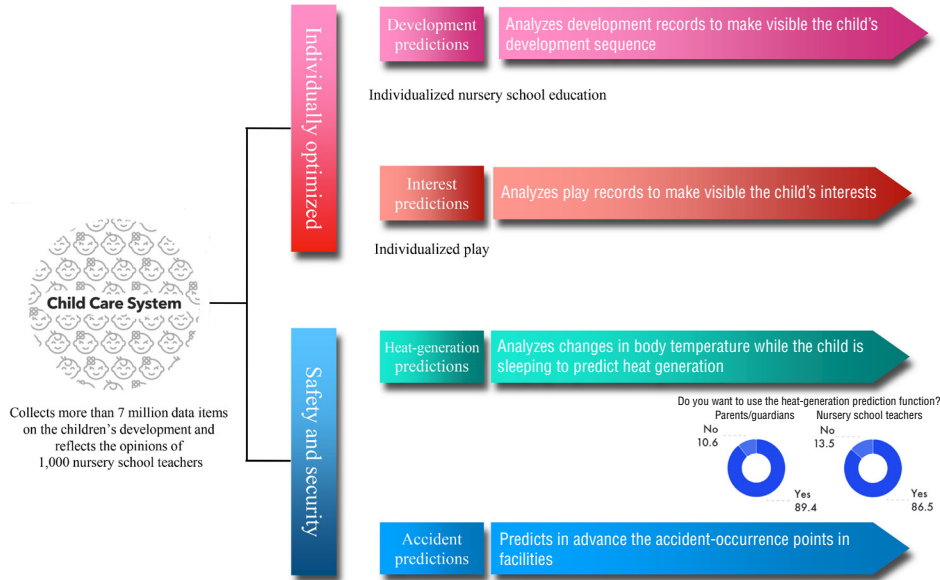 Child Care System
Collects more than 7 million data items
on the children's development and
reflects the opinions of
1,000 nursery school teachers
Individually optimized
Development
predictions
Analyzes development records to make visible the child's
development sequence
Individualized nursery school education
Interest
predictions
Analyzes play records to make visible the child's interests
Individualized play
Safety and security
Heat-generation
predictions
Analyzes changes in body temperature while the child is
sleeping to predict heat generation
Do you want to use the heat-generation prediction function?
Parents/guardians
No
10.6
Yes
89.4
Nursery school teachers
No
13.5
Yes
86.5
Accident
predictions
Predicts in advance the accident-occurrence points in
facilities